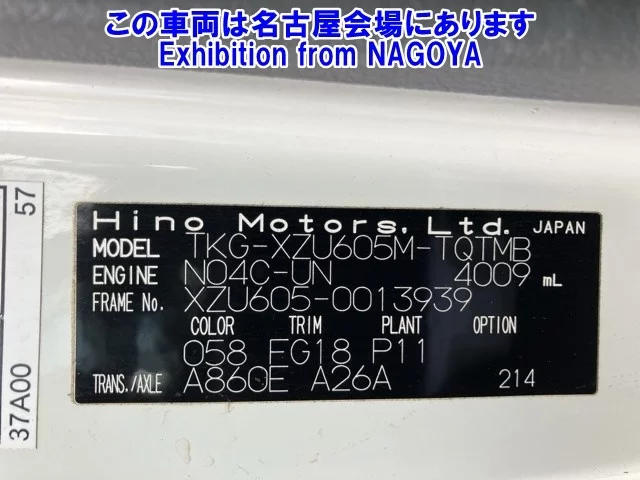 この車両は名古屋会場にあります
Exhibition from NAGOYA
57
37A00
Hino Motors, Ltd. JAPAN
MODEL TKG-XZU605M-TQTMB
ENGINE N04C-UN 4009 mL
FRAME No. XZU605-0013939
COLOR TRIM PLANT OPTION
058 FG18 P11
TRANS./AXLE A860E A26A 214